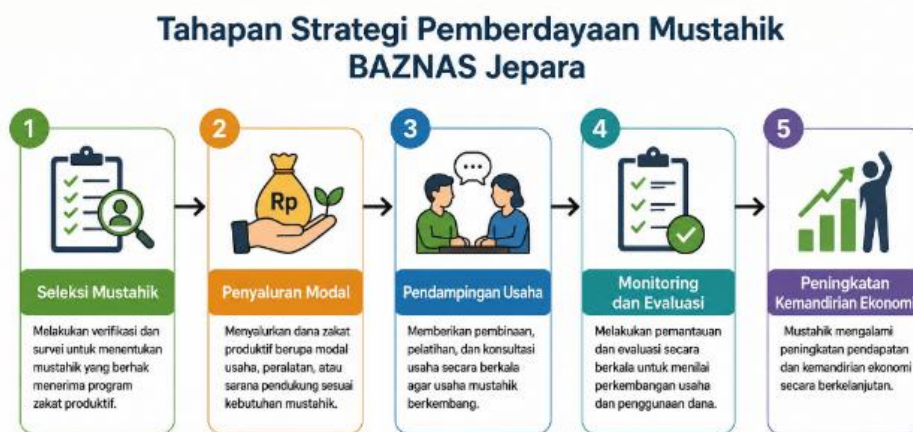 Tahapan Strategi Pemberdayaan Mustahik
BAZNAS Jepara
1
Seleksi Mustahik
Melakukan verifikasi dan
survei untuk menentukan
mustahik yang berhak
menerima program
zakat produktif.
2
Rp
Penyaluran Modal
Menyalurkan dana zakat
produktif berupa modal
usaha, peralatan, atau
sarana pendukung sesuai
kebutuhan mustahik.
3
Pendampingan Usaha
Memberikan pembinaan,
pelatihan, dan konsultasi
usaha secara berkala
agar usaha mustahik
berkembang.
4
Monitoring
dan Evaluasi
Melakukan pemantauan
dan evaluasi secara
berkala untuk menilai
perkembangan usaha
dan penggunaan dana.
5
Peningkatan
Kemandirian Ekonomi
Mustahik mengalami
peningkatan pendapatan
dan kemandirian ekonomi
secara berkelanjutan.